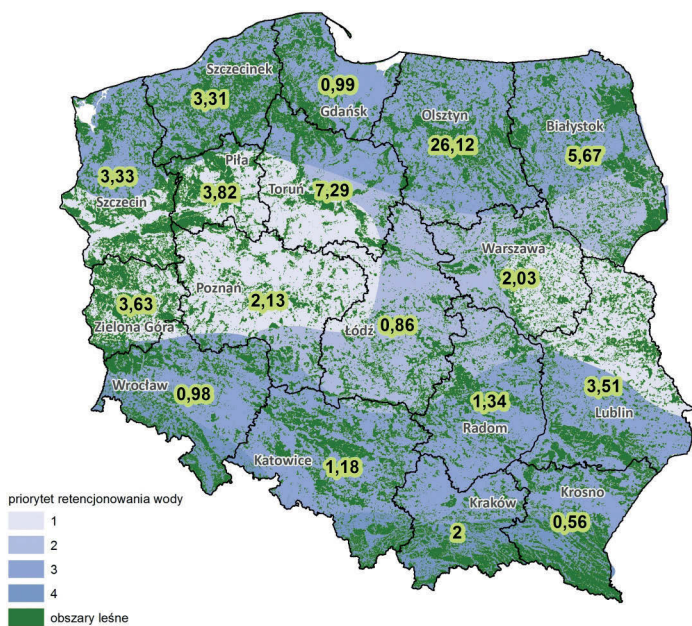 Szczecinek
3,31
0,99
Gdańsk
Olsztyn
26,12
Białystok
5,67
Piła
3,82
Toruń
7,29
3,33
Szczecin
Warszawa
2,03
Poznań
2,13
3,63
Zielona Góra
Łódź
0,86
Wrocław
0,98
3,51
Lublin
1,34
Radom
Katowice
1,18
Kraków
2
Krosno
0,56
priorytet retencjonowania wody
1
2
3
4
obszary leśne